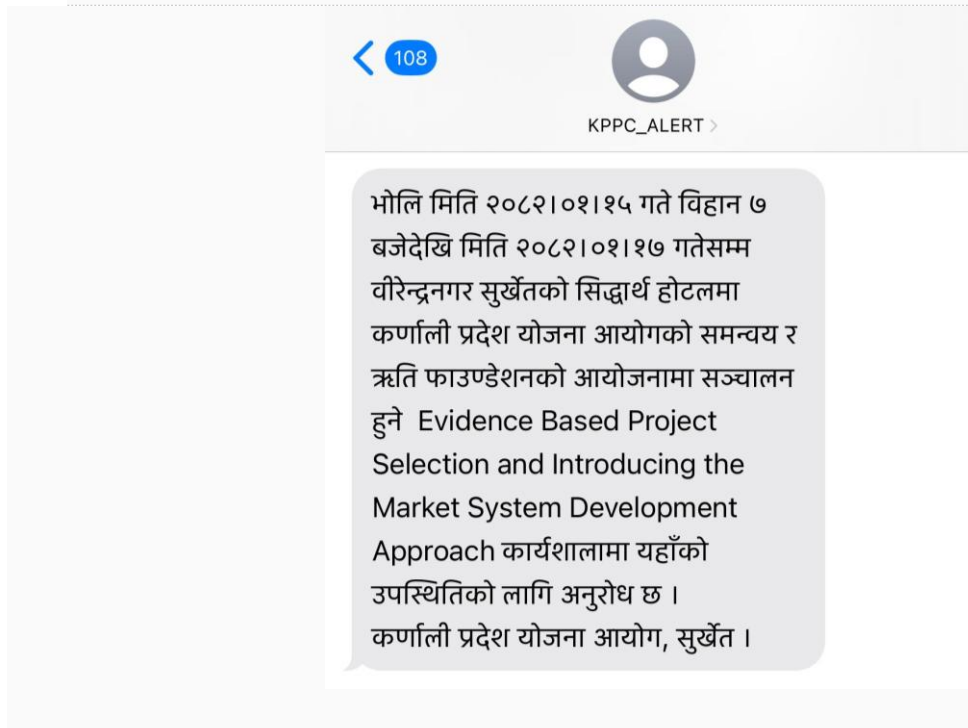 108
KPPC_ALERT
भोलि मिति २०८२।०१।१५ गते विहान ७
बजेदेखि मिति २०८२।०१।१७ गतेसम्म
वीरेन्द्रनगर सुर्खेतको सिद्धार्थ होटलमा
कर्णाली प्रदेश योजना आयोगको समन्वय र
ऋति फाउण्डेशनको आयोजनामा सञ्चालन
हुने Evidence Based Project
Selection and Introducing the
Market System Development
Approach कार्यशालामा यहाँको
उपस्थितिको लागि अनुरोध छ ।
कर्णाली प्रदेश योजना आयोग, सुर्खेत ।